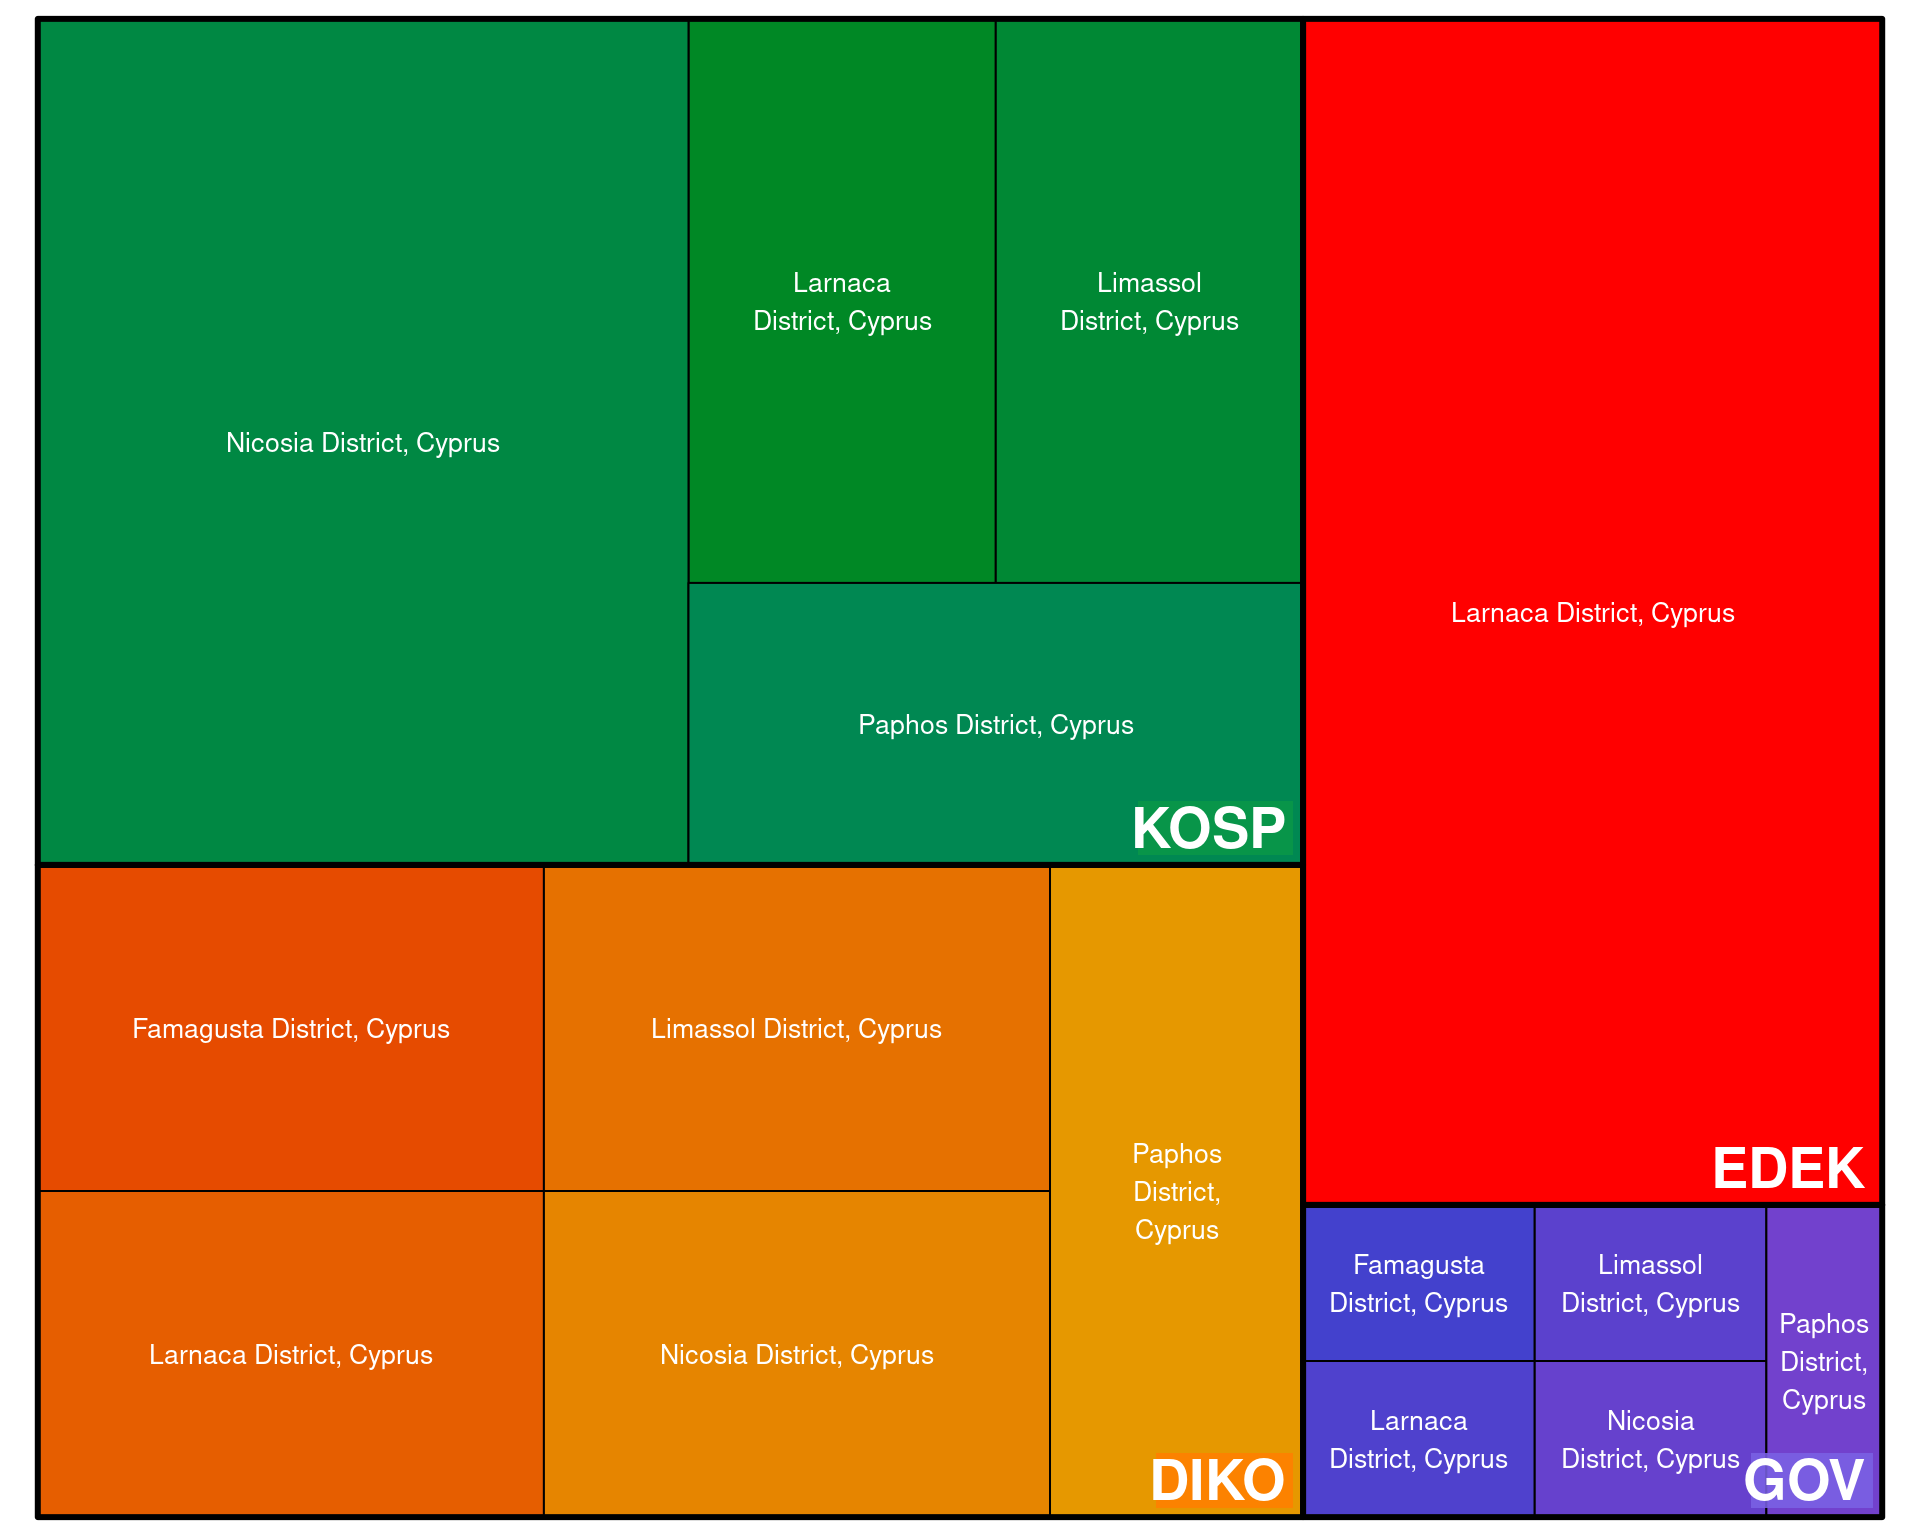 Nicosia District, Cyprus
Larnaca
District, Cyprus
Limassol
District, Cyprus
Paphos District, Cyprus
KOSP
Larnaca District, Cyprus
EDEK
Famagusta District, Cyprus
Limassol District, Cyprus
Larnaca District, Cyprus
Nicosia District, Cyprus
Paphos
District,
Cyprus
DIKO
Famagusta
District, Cyprus
Limassol
District, Cyprus
Larnaca
District, Cyprus
Nicosia
District, Cyprus
Paphos
District,
Cyprus
GOV